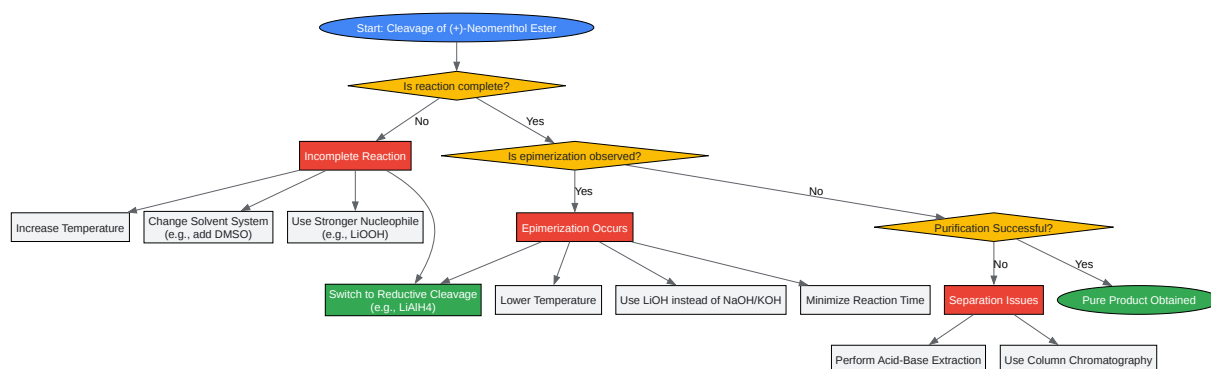 Start: Cleavage of (+)-Neomenthol Ester
Is reaction complete?
No
Yes
Incomplete Reaction
Is epimerization observed?
Yes
No
Increase Temperature
Change Solvent System
(e.g., add DMSO)
Use Stronger Nucleophile
(e.g., LiOOH)
Epimerization Occurs
Purification Successful?
No
Yes
Switch to Reductive Cleavage
(e.g., LiAlH4)
Lower Temperature
Use LiOH instead of NaOH/KOH
Minimize Reaction Time
Separation Issues
Pure Product Obtained
Perform Acid-Base Extraction
Use Column Chromatography